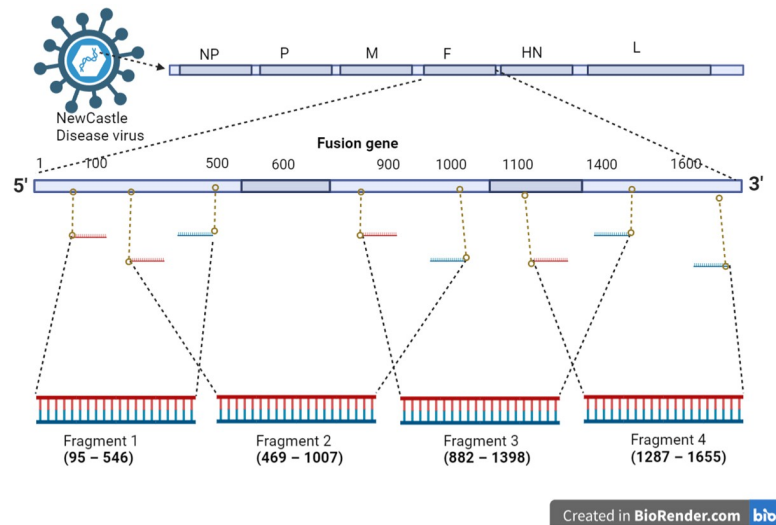 NP P M F HN L
NewCastle
Disease virus
Fusion gene
1 100 500 600 900 1000 1100 1400 1600
5' 3'
Fragment 1
(95 – 546)
Fragment 2
(469 – 1007)
Fragment 3
(882 – 1398)
Fragment 4
(1287 – 1655)
Created in BioRender.com bio